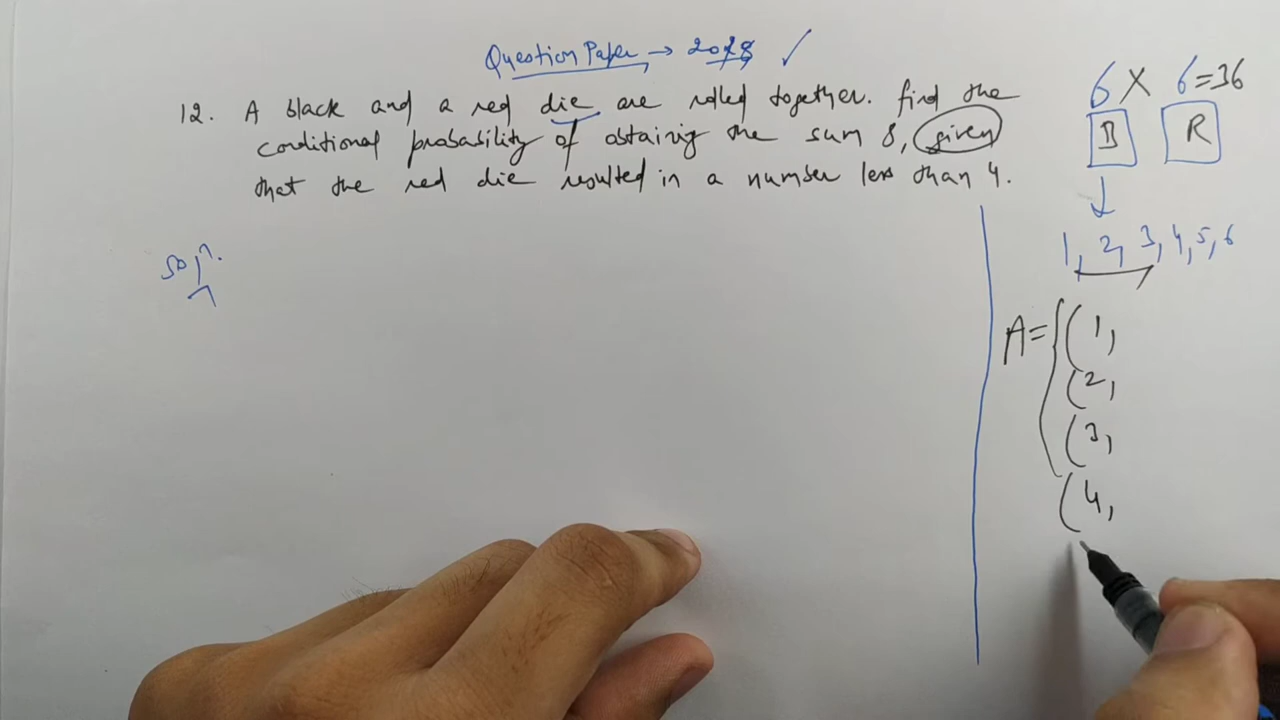 Question Paper → 2018 ✓
12. A black and a red die are rolled together. find the
conditional probability of obtaining the sum 8, given
that the red die resulted in a number less than 4.
Sol^n.
6 X 6=36
B R
1, 2, 3, 4, 5, 6
A={(1,
(2,
(3,
(4,